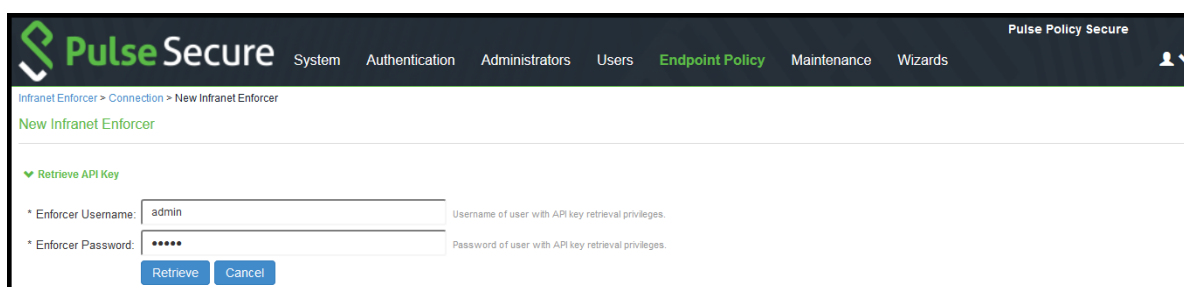 Pulse Policy Secure
Pulse Secure System Authentication Administrators Users Endpoint Policy Maintenance Wizards
Infranet Enforcer > Connection > New Infranet Enforcer
New Infranet Enforcer
Retrieve API Key
* Enforcer Username: admin Username of user with API key retrieval privileges.
* Enforcer Password: ••••• Password of user with API key retrieval privileges.
Retrieve Cancel